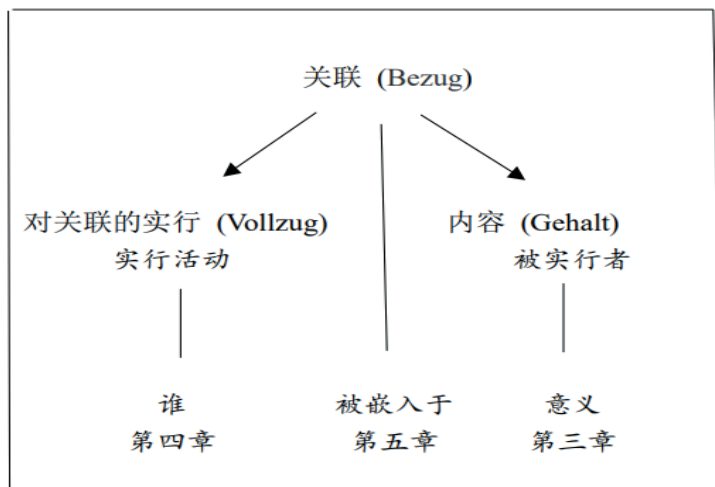 关联 (Bezug)
对关联的实行 (Vollzug)
实行活动
内容 (Gehalt)
被实行者
谁
第四章
被嵌入于
第五章
意义
第三章